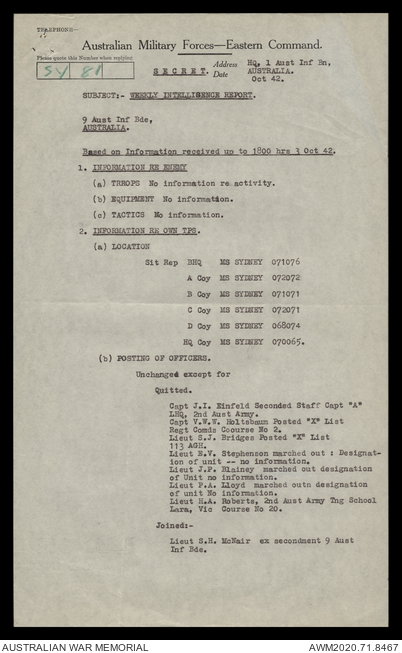 TELEPHONE—
Australian Military Forces—Eastern Command.
Please quote this Number when replying
SY/81
SECRET.
Address HQ, 1 Aust Inf Bn,
AUSTRALIA.
Date Oct 42.
SUBJECT:- WEEKLY INTELLIGENCE REPORT.
9 Aust Inf Bde,
AUSTRALIA.
Based on Information received up to 1800 hrs 3 Oct 42.
1. INFORMATION RE ENEMY
(a) TRROPS No information re activity.
(b) EQUIPMENT No information.
(c) TACTICS No information.
2. INFORMATION RE OWN TPS.
(a) LOCATION
Sit Rep BHQ MS SYDNEY 071076
A Coy MS SYDNEY 072072
B Coy MS SYDNEY 071071
C Coy MS SYDNEY 072071
D Coy MS SYDNEY 068074
HQ Coy MS SYDNEY 070065.
(b) POSTING OF OFFICERS.
Unchanged except for
Quitted.
Capt J.I. Einfeld Seconded Staff Capt "A"
LHQ, 2nd Aust Army.
Capt V.W.W. Holtsbaum Posted "X" List
Regt Comds Coourse No 2.
Lieut S.J. Bridges Posted "X" List
113 AGH.
Lieut E.V. Stephenson marched out : Designat-
ion of unit -- no information.
Lieut J.P. Blainey marched out designation
of Unit no information.
Lieut P.A. Lloyd marched outn designation
of unit No information.
Lieut H.A. Roberts, 2nd Aust Army Tng School
Lara, Vic Course No 20.
Joined:-
Lieut S.H. McNair ex secondment 9 Aust
Inf Bde.
AUSTRALIAN WAR MEMORIAL
AWM2020.71.8467